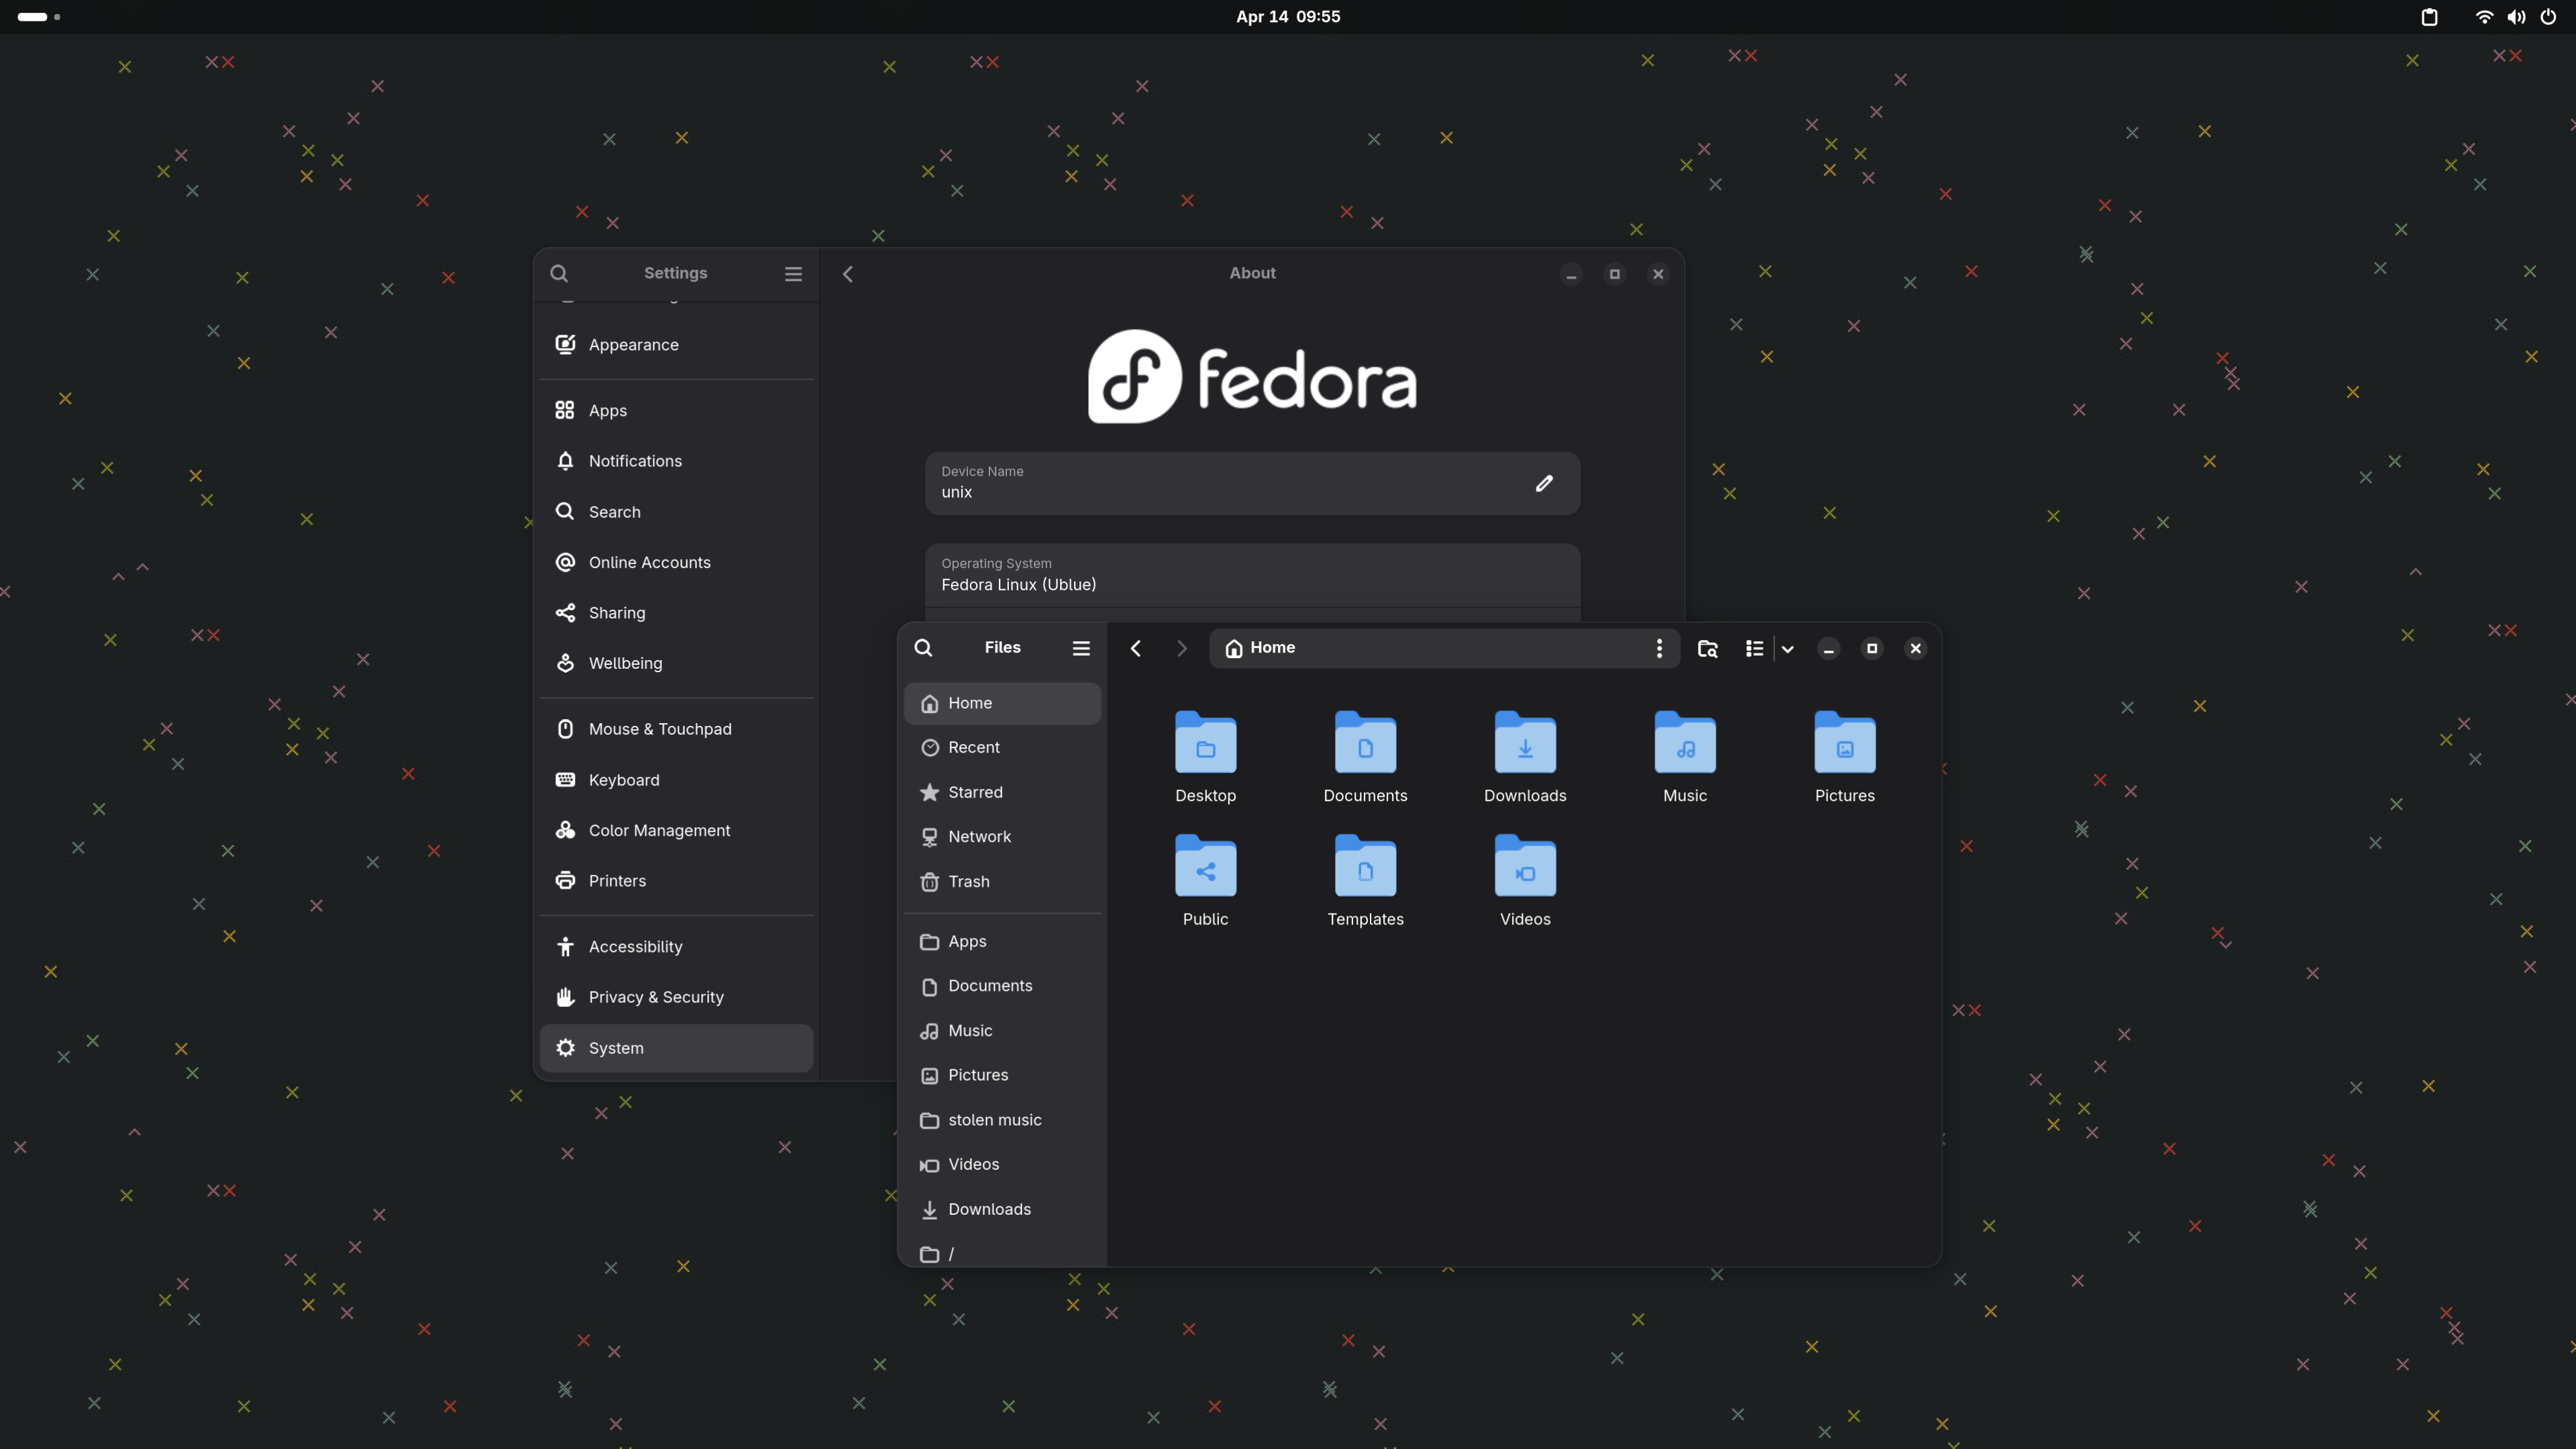 Apr 14 09:55
Settings
About
Appearance
Apps
Notifications
Search
Online Accounts
Sharing
Wellbeing
Mouse & Touchpad
Keyboard
Color Management
Printers
Accessibility
Privacy & Security
System
fedora
Device Name
unix
Operating System
Fedora Linux (Ublue)
Files
Home
Home
Recent
Starred
Network
Trash
Apps
Documents
Music
Pictures
stolen music
Videos
Downloads
/
Desktop
Documents
Downloads
Music
Pictures
Public
Templates
Videos